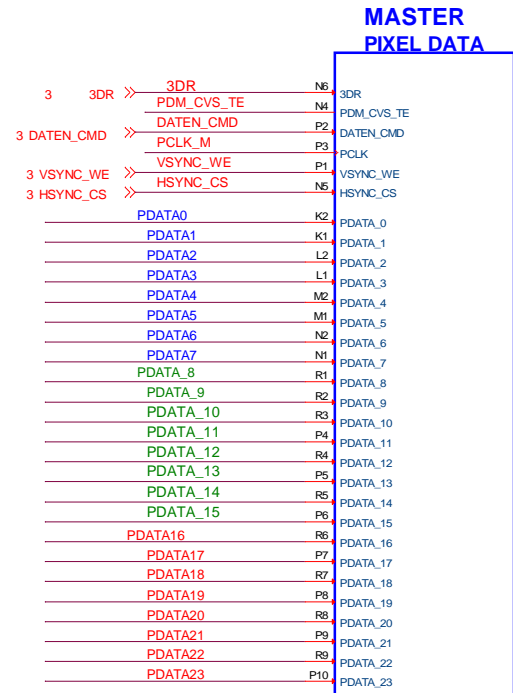 MASTER
PIXEL DATA
3 3DR 3DR N6 3DR
PDM_CVS_TE N4 PDM_CVS_TE
3 DATEN_CMD DATEN_CMD P2 DATEN_CMD
PCLK_M P3 PCLK
3 VSYNC_WE VSYNC_WE P1 VSYNC_WE
3 HSYNC_CS HSYNC_CS N5 HSYNC_CS
PDATA0 K2 PDATA_0
PDATA1 K1 PDATA_1
PDATA2 L2 PDATA_2
PDATA3 L1 PDATA_3
PDATA4 M2 PDATA_4
PDATA5 M1 PDATA_5
PDATA6 N2 PDATA_6
PDATA7 N1 PDATA_7
PDATA_8 R1 PDATA_8
PDATA_9 R2 PDATA_9
PDATA_10 R3 PDATA_10
PDATA_11 P4 PDATA_11
PDATA_12 R4 PDATA_12
PDATA_13 P5 PDATA_13
PDATA_14 R5 PDATA_14
PDATA_15 P6 PDATA_15
PDATA16 R6 PDATA_16
PDATA17 P7 PDATA_17
PDATA18 R7 PDATA_18
PDATA19 P8 PDATA_19
PDATA20 R8 PDATA_20
PDATA21 P9 PDATA_21
PDATA22 R9 PDATA_22
PDATA23 P10 PDATA_23